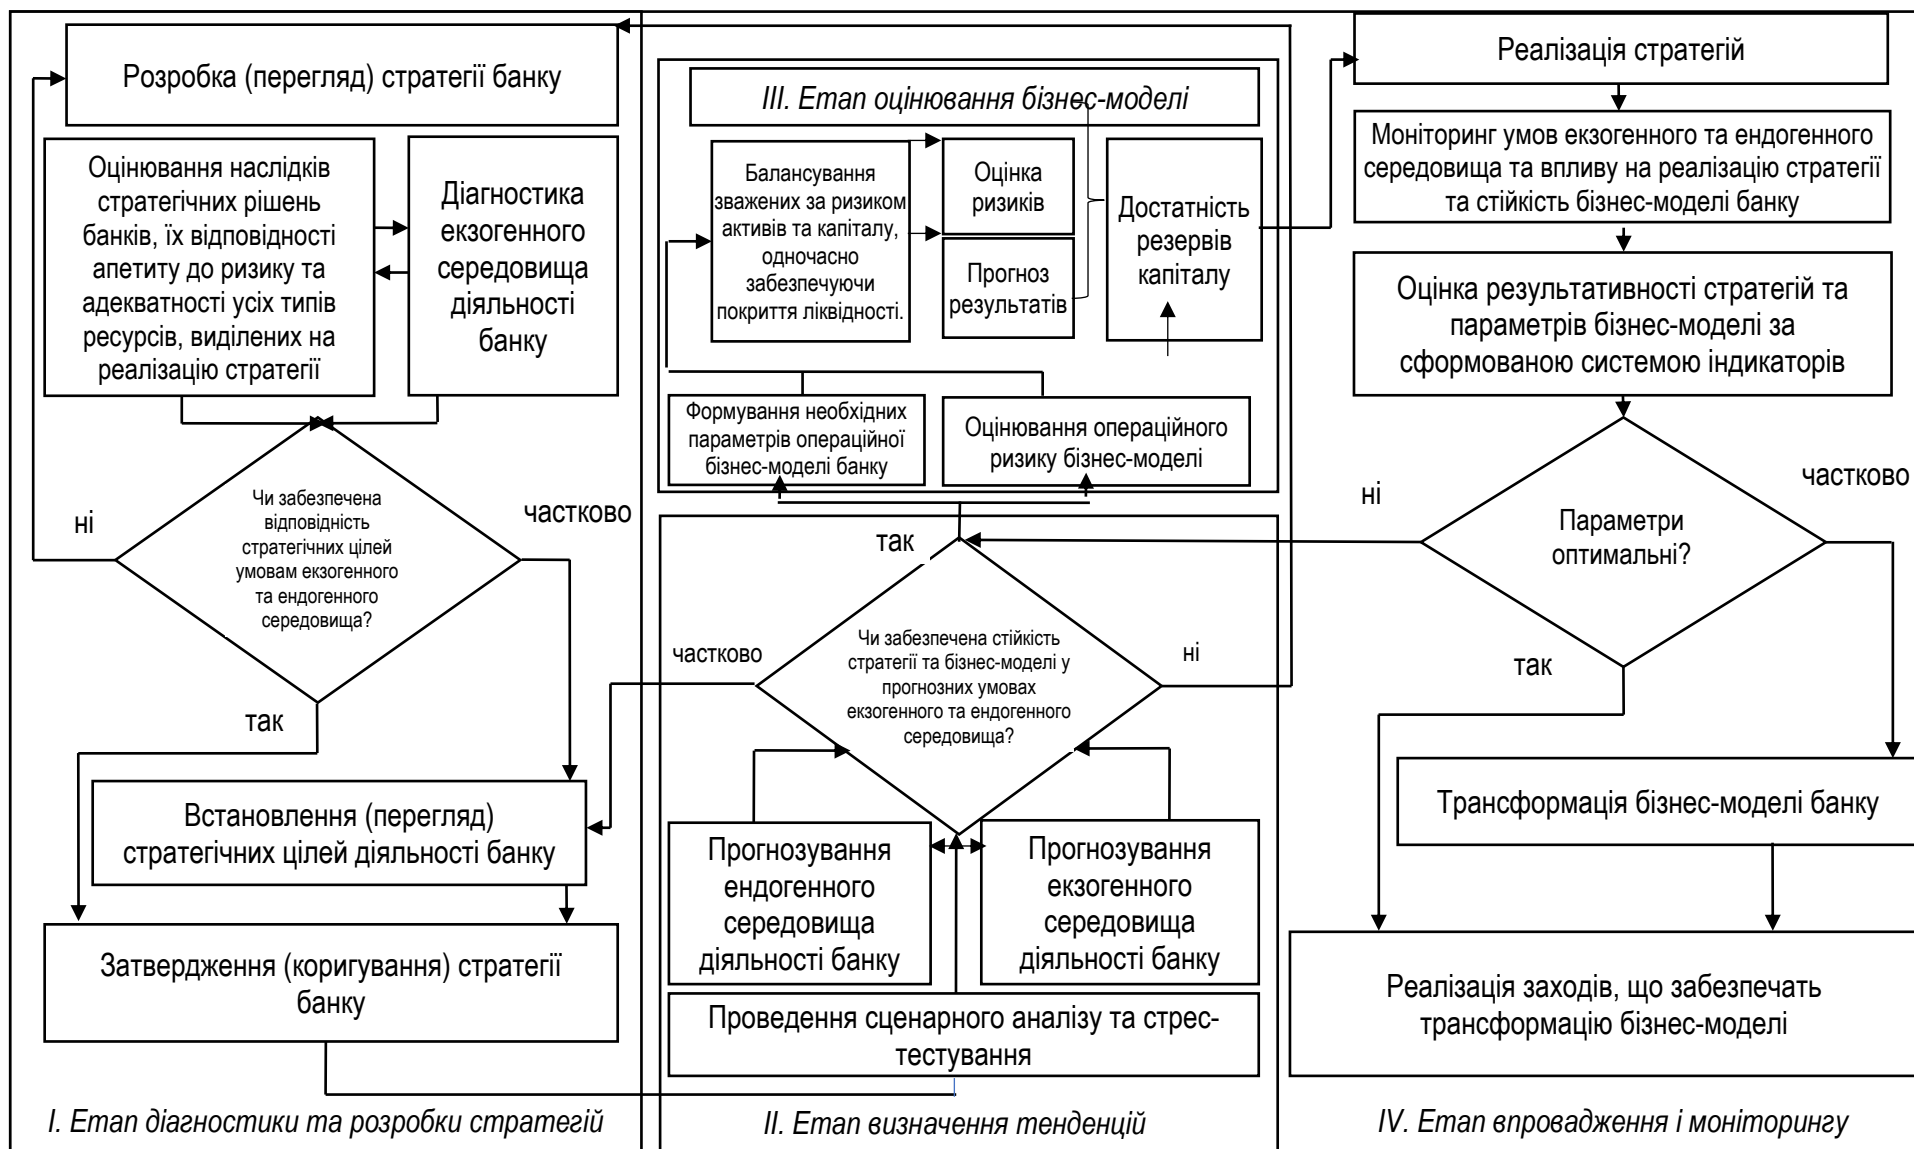 Розробка (перегляд) стратегії банку
Оцінювання наслідків
стратегічних рішень
банків, їх відповідності
апетиту до ризику та
адекватності усіх типів
ресурсів, виділених на
реалізацію стратегії
Діагностика
екзогенного
середовища
діяльності
банку
Чи забезпечена
відповідність
стратегічних цілей
умовам екзогенного
та ендогенного
середовища?
ні
частково
так
Встановлення (перегляд)
стратегічних цілей діяльності банку
Затвердження (коригування) стратегії
банку
I. Етап діагностики та розробки стратегій
III. Етап оцінювання бізнес-моделі
Балансування
зважених за ризиком
активів та капіталу,
одночасно
забезпечуючи
покриття ліквідності.
Оцінка
ризиків
Прогноз
результатів
Достатність
резервів
капіталу
Формування необхідних
параметрів операційної
бізнес-моделі банку
Оцінювання операційного
ризику бізнес-моделі
так
частково
ні
Чи забезпечена стійкість
стратегії та бізнес-моделі у
прогнозних умовах
екзогенного та ендогенного
середовища?
Прогнозування
ендогенного
середовища
діяльності банку
Прогнозування
екзогенного
середовища
діяльності банку
Проведення сценарного аналізу та стрес-
тестування
II. Етап визначення тенденцій
Реалізація стратегій
Моніторинг умов екзогенного та ендогенного
середовища та впливу на реалізацію стратегії
та стійкість бізнес-моделі банку
Оцінка результативності стратегій та
параметрів бізнес-моделі за
сформованою системою індикаторів
ні
частково
Параметри
оптимальні?
так
Трансформація бізнес-моделі банку
Реалізація заходів, що забезпечать
трансформацію бізнес-моделі
IV. Етап впровадження і моніторингу